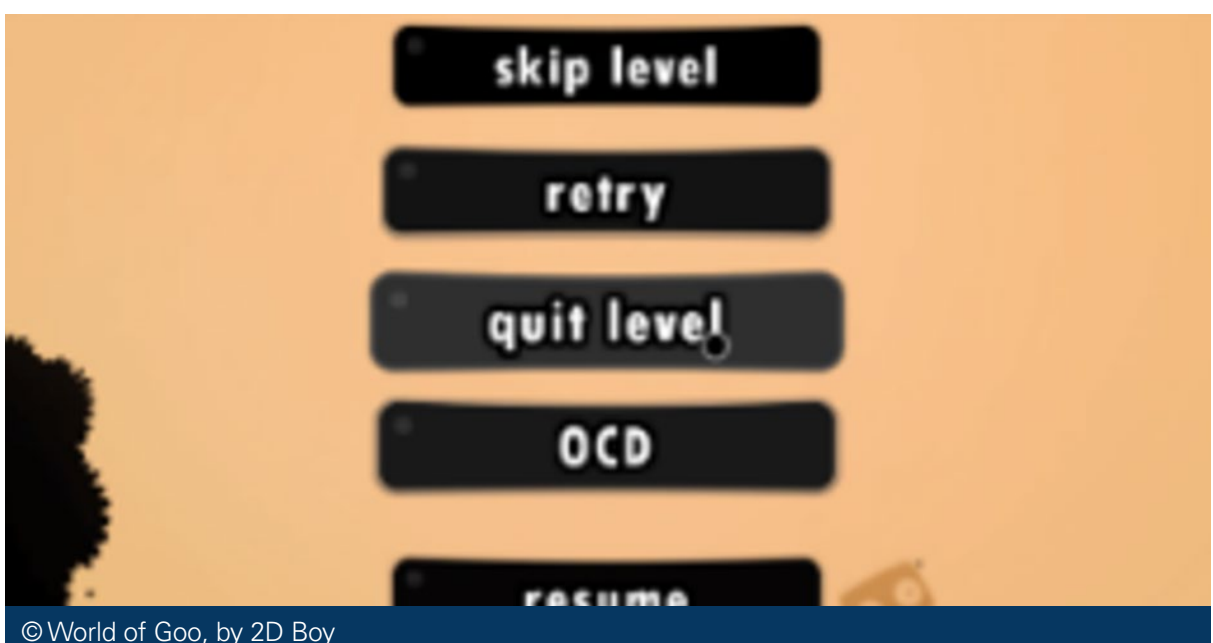 skip level
retry
quit level
OCD
resume
© World of Goo, by 2D Boy